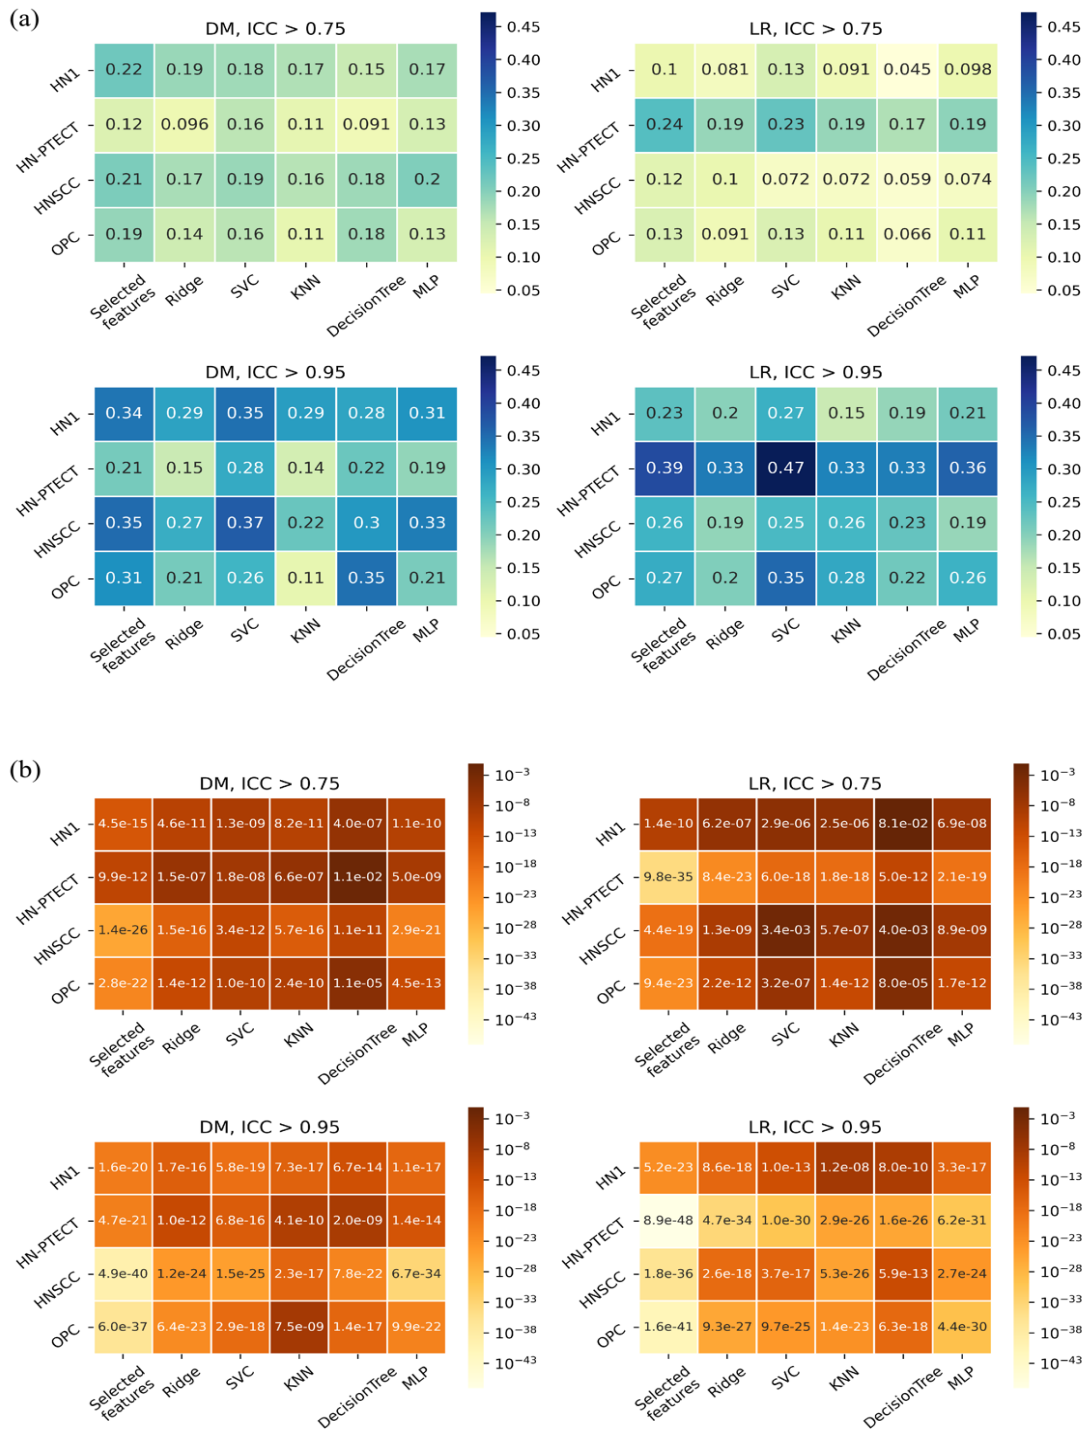 (a)
DM, ICC > 0.75
HN1 0.22 0.19 0.18 0.17 0.15 0.17
HN-PTECT 0.12 0.096 0.16 0.11 0.091 0.13
HNSCC 0.21 0.17 0.19 0.16 0.18 0.2
OPC 0.19 0.14 0.16 0.11 0.18 0.13
Selected features Ridge SVC KNN DecisionTree MLP
0.45
0.40
0.35
0.30
0.25
0.20
0.15
0.10
0.05
LR, ICC > 0.75
HN1 0.1 0.081 0.13 0.091 0.045 0.098
HN-PTECT 0.24 0.19 0.23 0.19 0.17 0.19
HNSCC 0.12 0.1 0.072 0.072 0.059 0.074
OPC 0.13 0.091 0.13 0.11 0.066 0.11
Selected features Ridge SVC KNN DecisionTree MLP
0.45
0.40
0.35
0.30
0.25
0.20
0.15
0.10
0.05
DM, ICC > 0.95
HN1 0.34 0.29 0.35 0.29 0.28 0.31
HN-PTECT 0.21 0.15 0.28 0.14 0.22 0.19
HNSCC 0.35 0.27 0.37 0.22 0.3 0.33
OPC 0.31 0.21 0.26 0.11 0.35 0.21
Selected features Ridge SVC KNN DecisionTree MLP
0.45
0.40
0.35
0.30
0.25
0.20
0.15
0.10
0.05
LR, ICC > 0.95
HN1 0.23 0.2 0.27 0.15 0.19 0.21
HN-PTECT 0.39 0.33 0.47 0.33 0.33 0.36
HNSCC 0.26 0.19 0.25 0.26 0.23 0.19
OPC 0.27 0.2 0.35 0.28 0.22 0.26
Selected features Ridge SVC KNN DecisionTree MLP
0.45
0.40
0.35
0.30
0.25
0.20
0.15
0.10
0.05
(b)
DM, ICC > 0.75
HN1 4.5e-15 4.6e-11 1.3e-09 8.2e-11 4.0e-07 1.1e-10
HN-PTECT 9.9e-12 1.5e-07 1.8e-08 6.6e-07 1.1e-02 5.0e-09
HNSCC 1.4e-26 1.5e-16 3.4e-12 5.7e-16 1.1e-11 2.9e-21
OPC 2.8e-22 1.4e-12 1.0e-10 2.4e-10 1.1e-05 4.5e-13
Selected features Ridge SVC KNN DecisionTree MLP
10⁻³
10⁻⁸
10⁻¹³
10⁻¹⁸
10⁻²³
10⁻²⁸
10⁻³³
10⁻³⁸
10⁻⁴³
LR, ICC > 0.75
HN1 1.4e-10 6.2e-07 2.9e-06 2.5e-06 8.1e-02 6.9e-08
HN-PTECT 9.8e-35 8.4e-23 6.0e-18 1.8e-18 5.0e-12 2.1e-19
HNSCC 4.4e-19 1.3e-09 3.4e-03 5.7e-07 4.0e-03 8.9e-09
OPC 9.4e-23 2.2e-12 3.2e-07 1.4e-12 8.0e-05 1.7e-12
Selected features Ridge SVC KNN DecisionTree MLP
10⁻³
10⁻⁸
10⁻¹³
10⁻¹⁸
10⁻²³
10⁻²⁸
10⁻³³
10⁻³⁸
10⁻⁴³
DM, ICC > 0.95
HN1 1.6e-20 1.7e-16 5.8e-19 7.3e-17 6.7e-14 1.1e-17
HN-PTECT 4.7e-21 1.0e-12 6.8e-16 4.1e-10 2.0e-09 1.4e-14
HNSCC 4.9e-40 1.2e-24 1.5e-25 2.3e-17 7.8e-22 6.7e-34
OPC 6.0e-37 6.4e-23 2.9e-18 7.5e-09 1.4e-17 9.9e-22
Selected features Ridge SVC KNN DecisionTree MLP
10⁻³
10⁻⁸
10⁻¹³
10⁻¹⁸
10⁻²³
10⁻²⁸
10⁻³³
10⁻³⁸
10⁻⁴³
LR, ICC > 0.95
HN1 5.2e-23 8.6e-18 1.0e-13 1.2e-08 8.0e-10 3.3e-17
HN-PTECT 8.9e-48 4.7e-34 1.0e-30 2.9e-26 1.6e-26 6.2e-31
HNSCC 1.8e-36 2.6e-18 3.7e-17 5.3e-26 5.9e-13 2.7e-24
OPC 1.6e-41 9.3e-27 9.7e-25 1.4e-23 6.3e-18 4.4e-30
Selected features Ridge SVC KNN DecisionTree MLP
10⁻³
10⁻⁸
10⁻¹³
10⁻¹⁸
10⁻²³
10⁻²⁸
10⁻³³
10⁻³⁸
10⁻⁴³